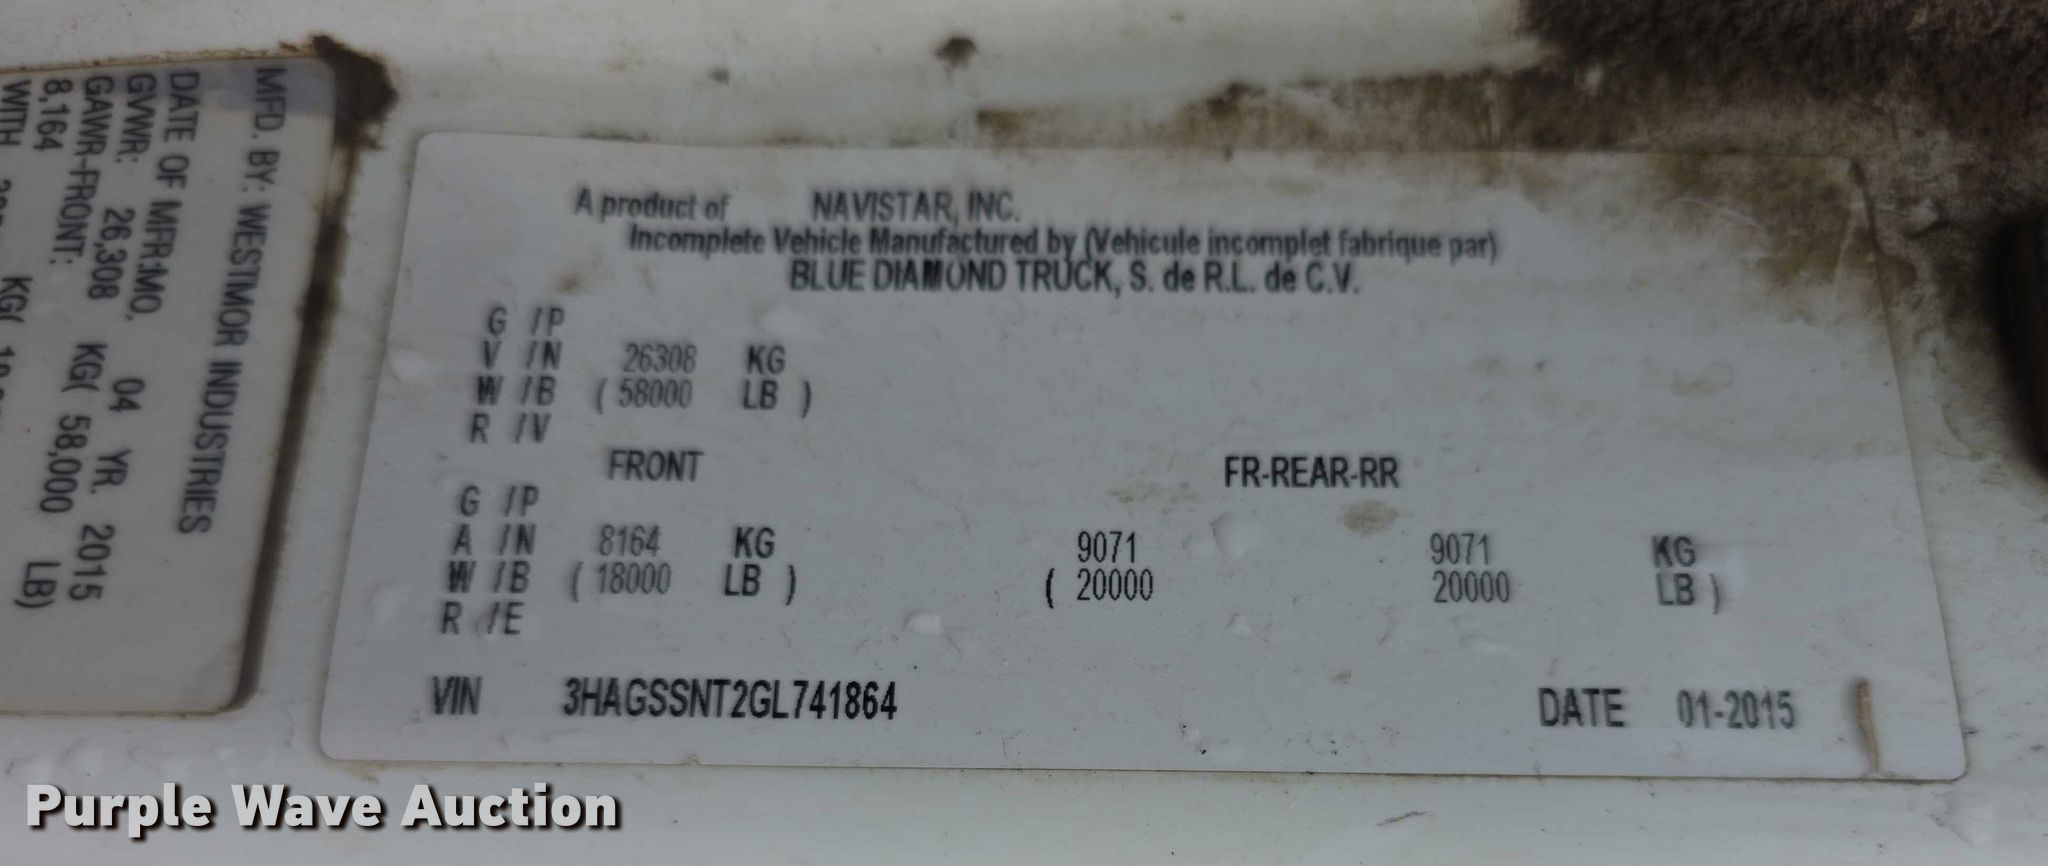 MFD. BY: WESTMOR INDUSTRIES
DATE OF MFR:MO. 04 YR. 2015
GVWR: 26,308 KG( 58,000 LB)
GAWR-FRONT:
8,164
WITH KG(
A product of NAVISTAR, INC.
Incomplete Vehicle Manufactured by (Vehicule incomplet fabrique par)
BLUE DIAMOND TRUCK, S. de R.L. de C.V.
G /P
V /N 26308 KG
W /B ( 58000 LB )
R /V
FRONT FR-REAR-RR
G /P
A /N 8164 KG 9071 9071 KG
W /B ( 18000 LB ) ( 20000 20000 LB )
R /E
VIN 3HAGSSNT2GL741864 DATE 01-2015
Purple Wave Auction